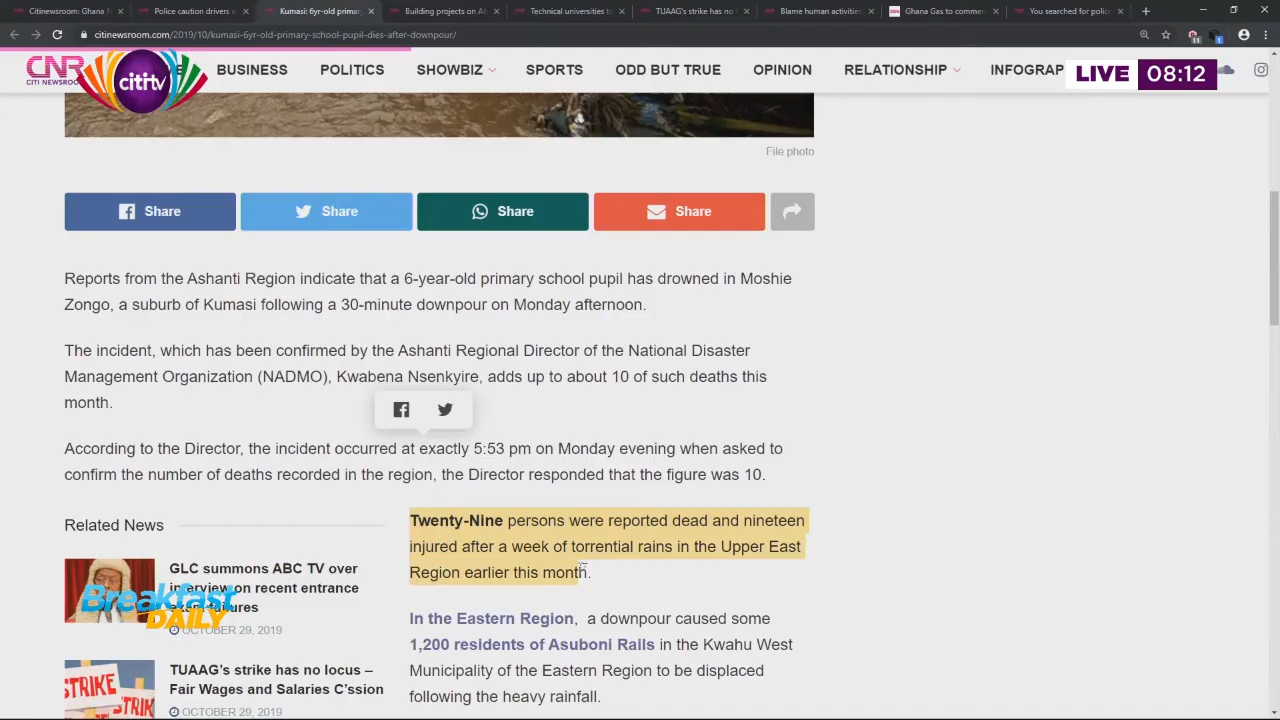 Citinewsroom: Ghana N
Police caution drivers a
Kumasi: 6yr-old primar
Building projects on A
Technical universities t
TUAAG's strike has no l
Blame human activities
Ghana Gas to comme
You searched for polic
citinewsroom.com/2019/10/kumasi-6yr-old-primary-school-pupil-dies-after-downpour/
CNR
CITI NEWSROO
citi tv
BUSINESS
POLITICS
SHOWBIZ
SPORTS
ODD BUT TRUE
OPINION
RELATIONSHIP
INFOGRAP
LIVE 08:12
File photo
Share
Share
Share
Share
Reports from the Ashanti Region indicate that a 6-year-old primary school pupil has drowned in Moshie
Zongo, a suburb of Kumasi following a 30-minute downpour on Monday afternoon.
The incident, which has been confirmed by the Ashanti Regional Director of the National Disaster
Management Organization (NADMO), Kwabena Nsenkyire, adds up to about 10 of such deaths this
month.
According to the Director, the incident occurred at exactly 5:53 pm on Monday evening when asked to
confirm the number of deaths recorded in the region, the Director responded that the figure was 10.
Related News
GLC summons ABC TV over
interview on recent entrance
exam failures
OCTOBER 29, 2019
Breakfast
DAILY
TUAAG's strike has no locus –
Fair Wages and Salaries C'ssion
OCTOBER 29, 2019
STRIKE
STRIK
Twenty-Nine persons were reported dead and nineteen
injured after a week of torrential rains in the Upper East
Region earlier this month.
In the Eastern Region, a downpour caused some
1,200 residents of Asuboni Rails in the Kwahu West
Municipality of the Eastern Region to be displaced
following the heavy rainfall.